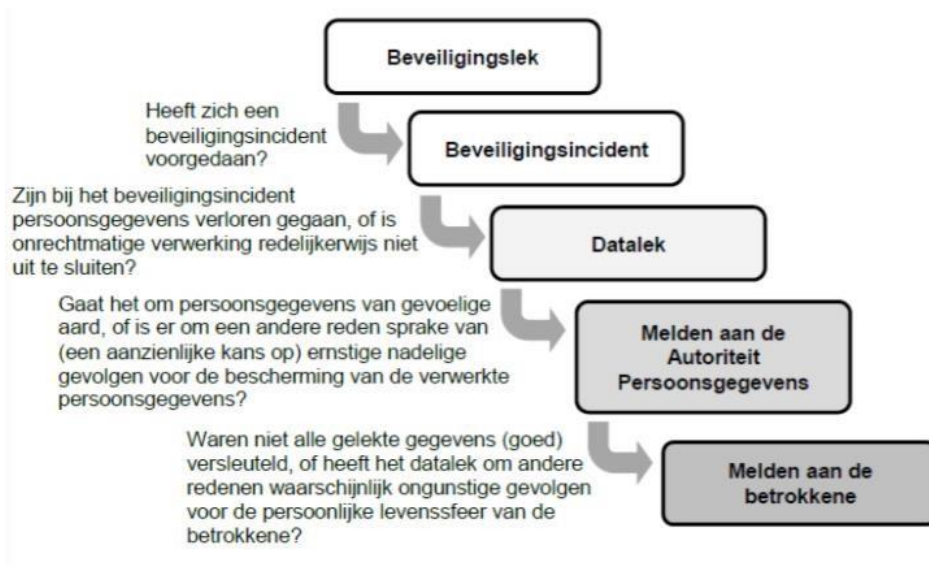 Beveiligingslek
Heeft zich een
beveiligingsincident
voorgedaan?
Beveiligingsincident
Zijn bij het beveiligingsincident
persoonsgegevens verloren gegaan, of is
onrechtmatige verwerking redelijkerwijs niet
uit te sluiten?
Datalek
Gaat het om persoonsgegevens van gevoelige
aard, of is er om een andere reden sprake van
(een aanzienlijke kans op) ernstige nadelige
gevolgen voor de bescherming van de verwerkte
persoonsgegevens?
Melden aan de
Autoriteit
Persoonsgegevens
Waren niet alle gelekte gegevens (goed)
versleuteld, of heeft het datalek om andere
redenen waarschijnlijk ongunstige gevolgen
voor de persoonlijke levenssfeer van de
betrokkene?
Melden aan de
betrokkene